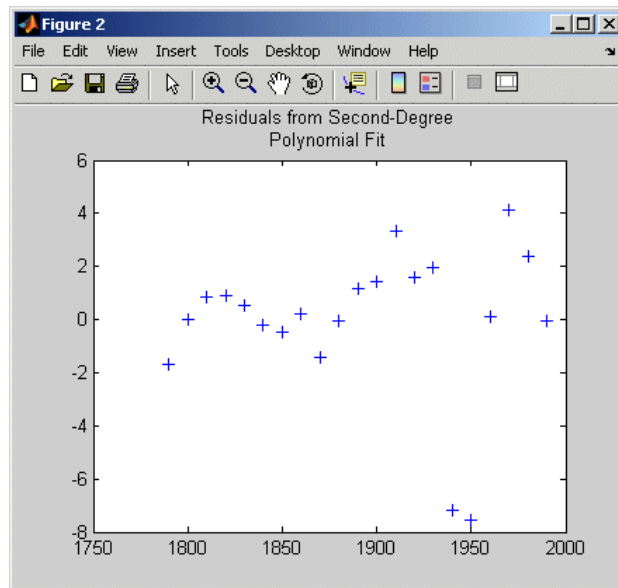 Figure 2
File Edit View Insert Tools Desktop Window Help
Residuals from Second-Degree
Polynomial Fit
6
4
2
0
-2
-4
-6
-8
1750 1800 1850 1900 1950 2000